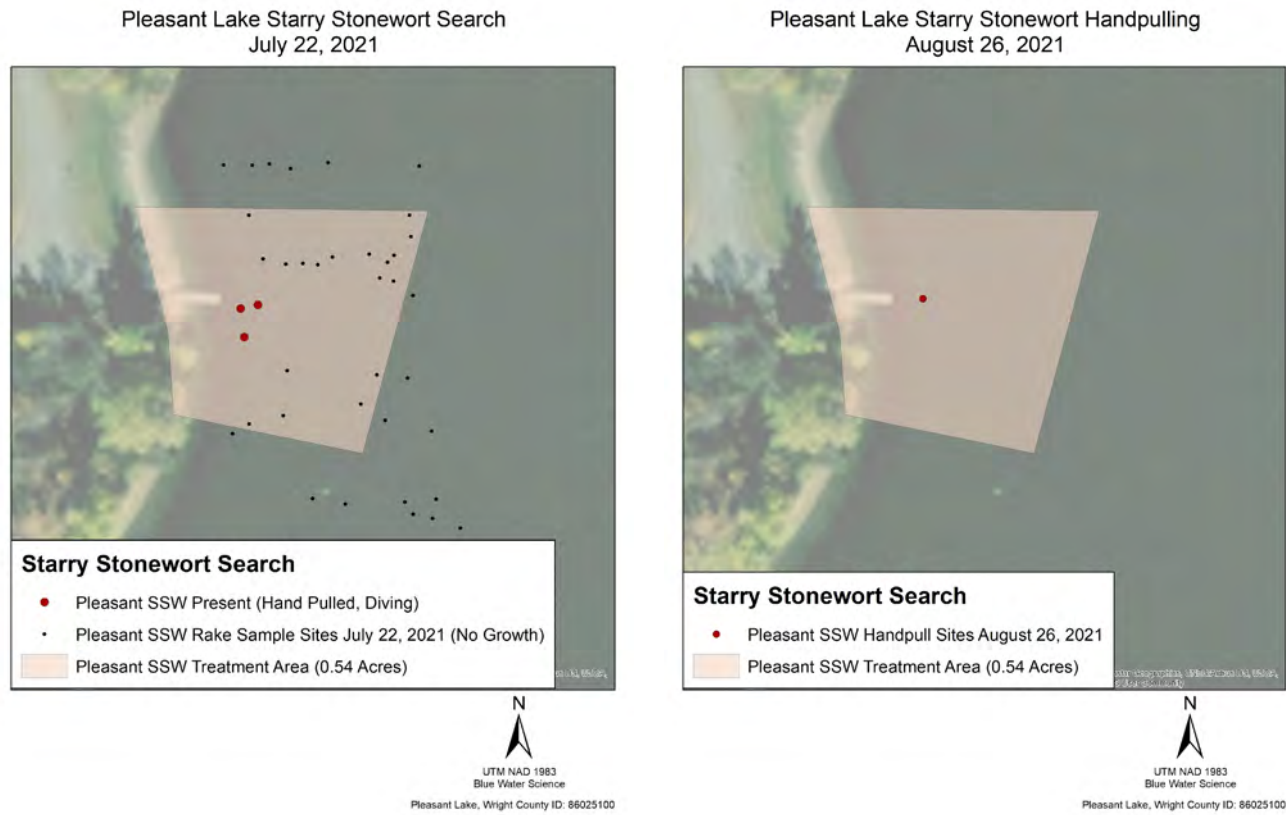 Pleasant Lake Starry Stonewort Search
July 22, 2021
Starry Stonewort Search
Pleasant SSW Present (Hand Pulled, Diving)
Pleasant SSW Rake Sample Sites July 22, 2021 (No Growth)
Pleasant SSW Treatment Area (0.54 Acres)
N
UTM NAD 1983
Blue Water Science
Pleasant Lake, Wright County ID: 86025100
Pleasant Lake Starry Stonewort Handpulling
August 26, 2021
Starry Stonewort Search
Pleasant SSW Handpull Sites August 26, 2021
Pleasant SSW Treatment Area (0.54 Acres)
N
UTM NAD 1983
Blue Water Science
Pleasant Lake, Wright County ID: 86025100